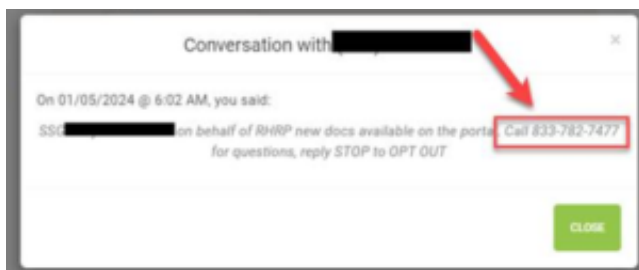 Conversation with
×
On 01/05/2024 @ 6:02 AM, you said:
SSG on behalf of RHRP new docs available on the portal. Call 833-782-7477
for questions, reply STOP to OPT OUT
CLOSE